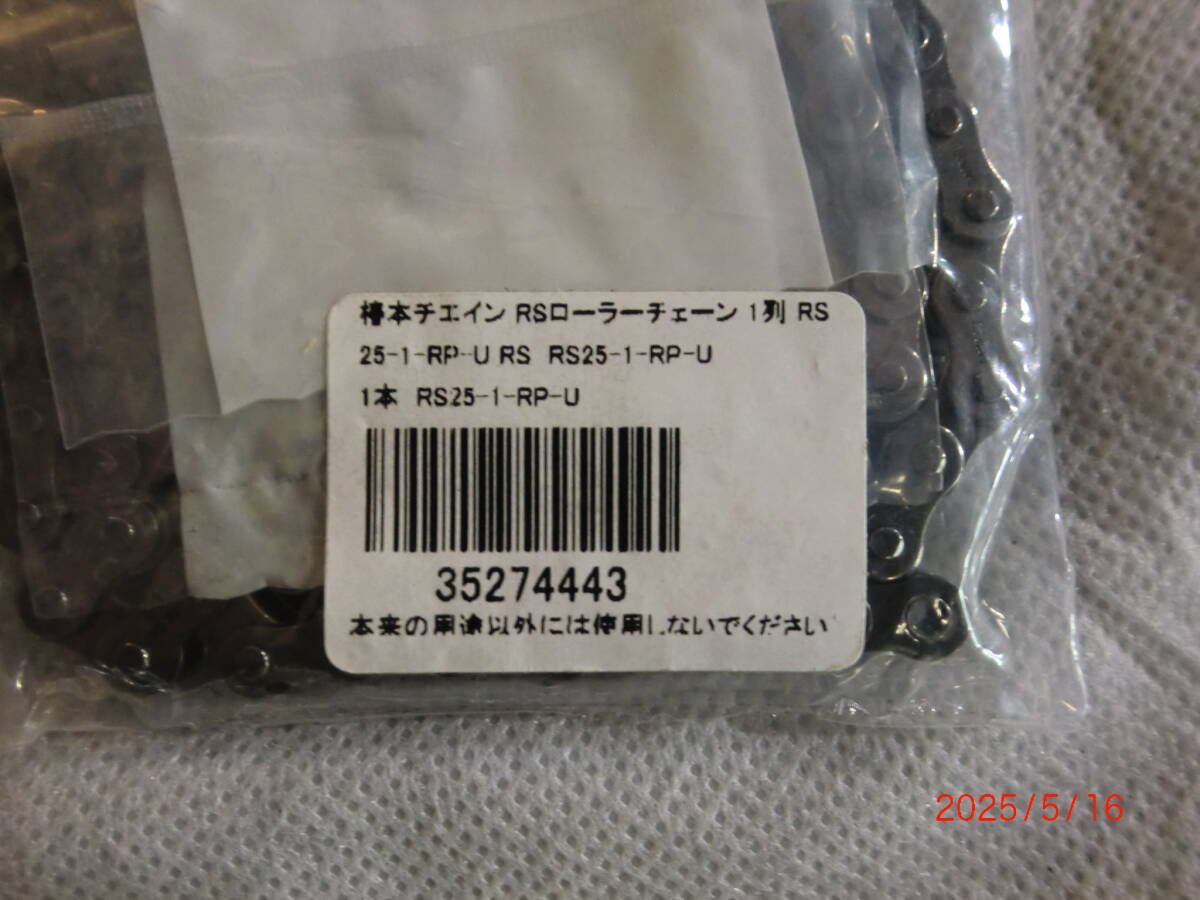 椿本チエイン RSローラーチェーン 1列 RS
25-1-RP-U RS RS25-1-RP-U
1本 RS25-1-RP-U
35274443
本来の用途以外には使用しないでください
2025/5/16